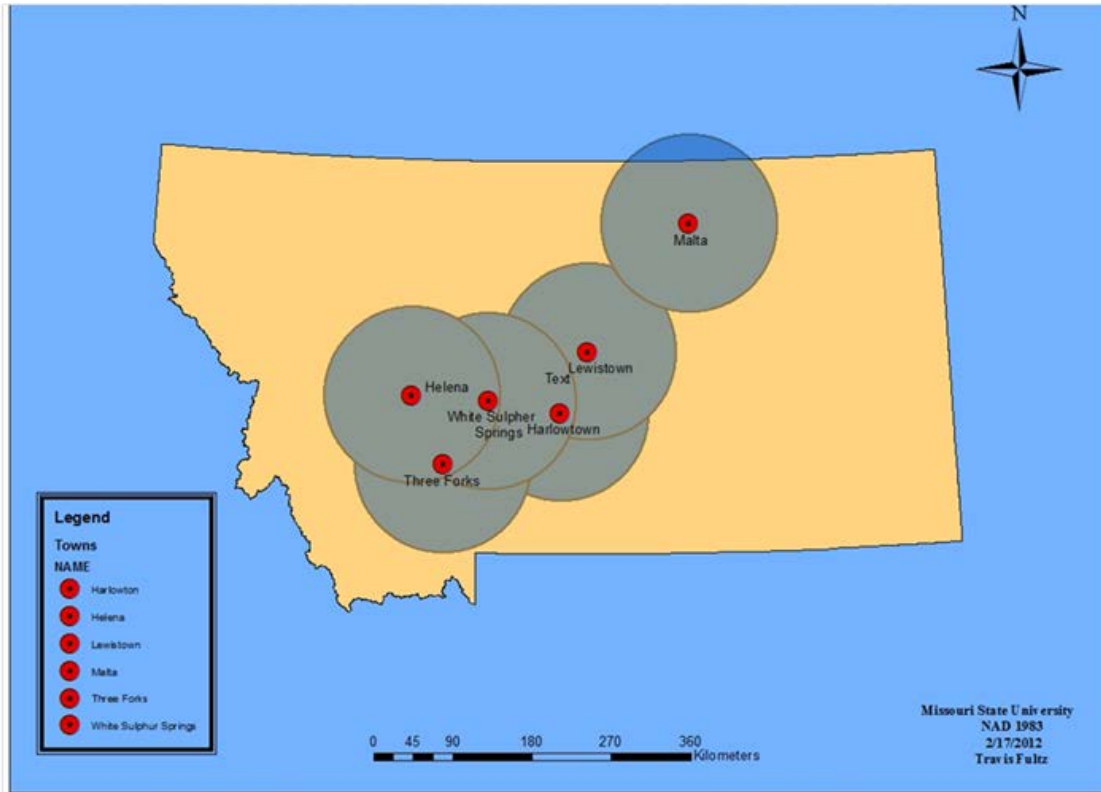 N
Malta
Lewistown
Text
Helena
White Sulpher
Springs
Harlowtown
Three Forks
Legend
Towns
NAME
Harlowton
Helena
Lewistown
Malta
Three Forks
White Sulphur Springs
0 45 90 180 270 360
Kilometers
Missouri State University
NAD 1983
2/17/2012
Travis Fultz